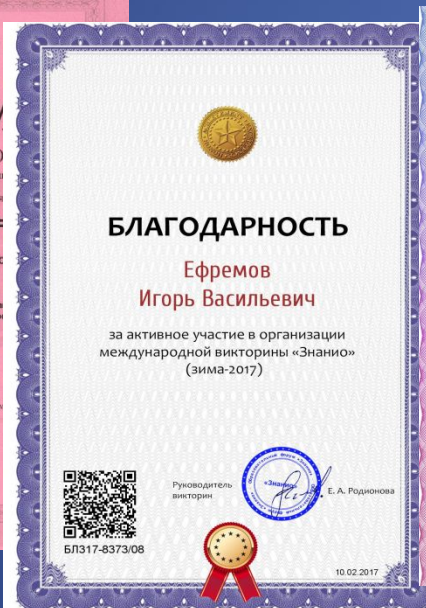 БЛАГОДАРНОСТЬ
Ефремов
Игорь Васильевич
за активное участие в организации
международной викторины «Знанио»
(зима-2017)
Руководитель
викторин
«Знанио»
Е. А. Родионова
БЛ317-8373/08
10.02.2017